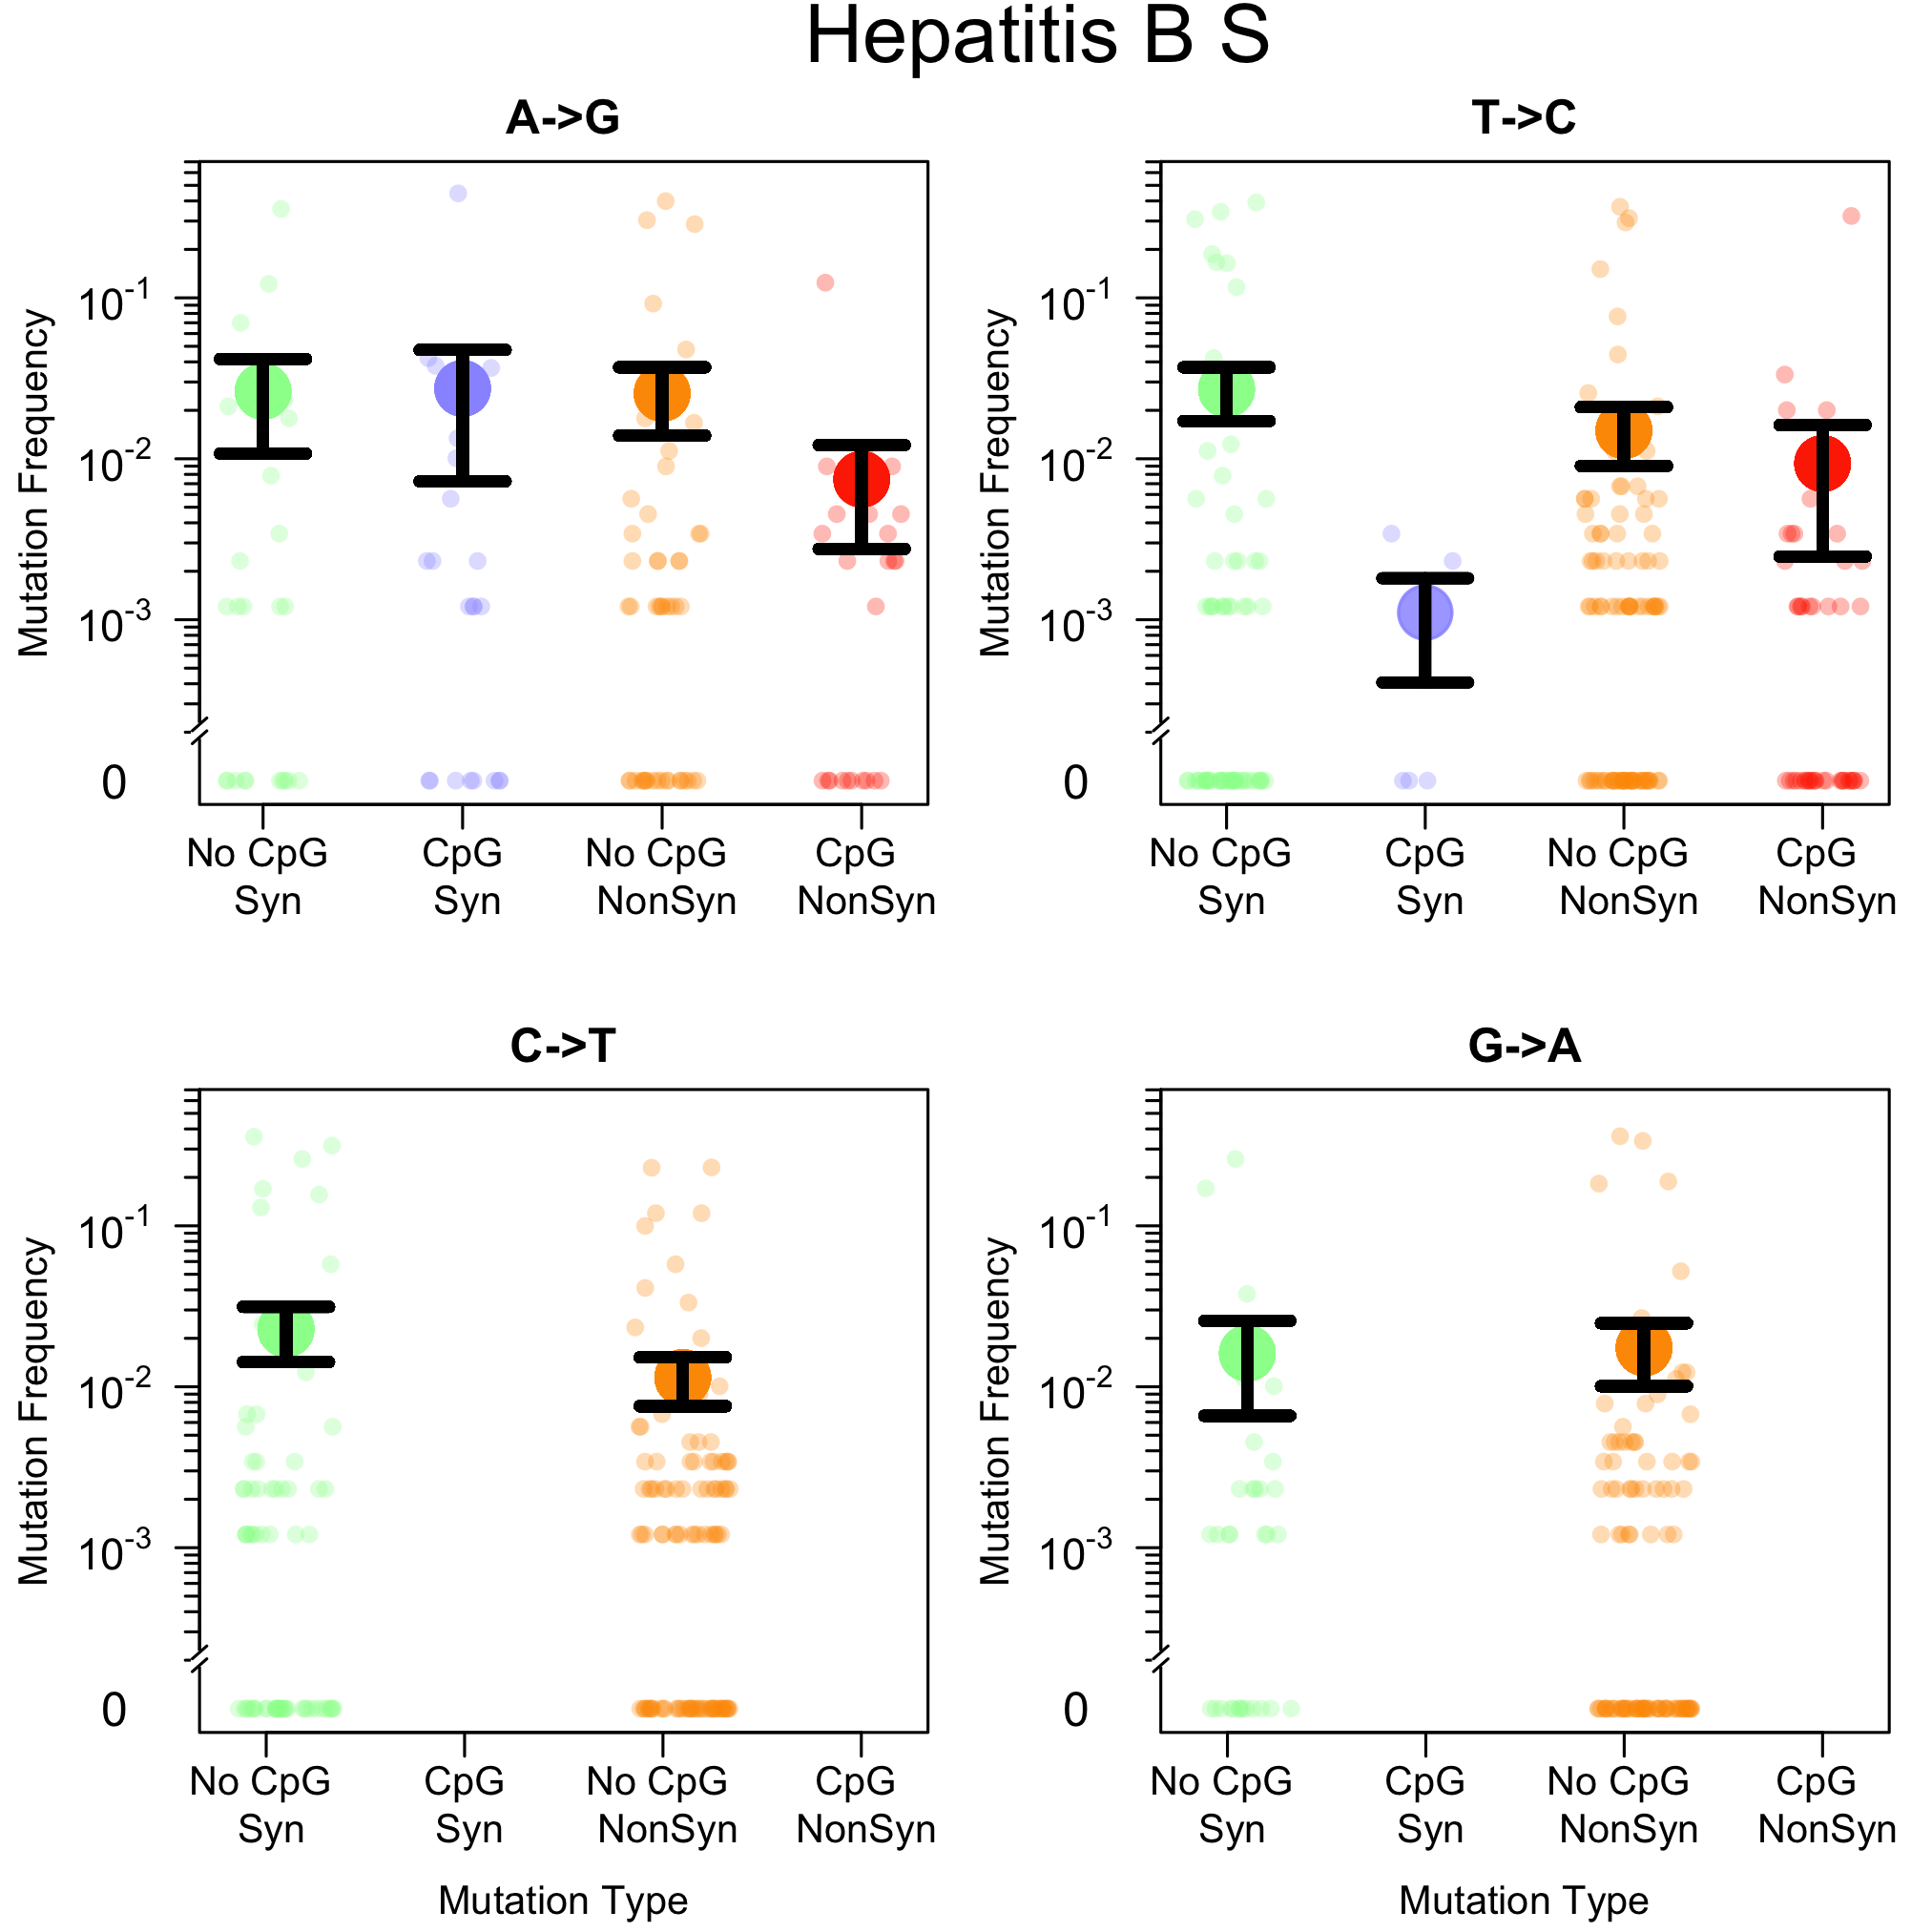 Hepatitis B S
A->G
Mutation Frequency
10-1
10-2
10-3
0
No CpG CpG No CpG CpG
Syn Syn NonSyn NonSyn
T->C
Mutation Frequency
10-1
10-2
10-3
0
No CpG CpG No CpG CpG
Syn Syn NonSyn NonSyn
C->T
Mutation Frequency
10-1
10-2
10-3
0
No CpG CpG No CpG CpG
Syn Syn NonSyn NonSyn
Mutation Type
G->A
Mutation Frequency
10-1
10-2
10-3
0
No CpG CpG No CpG CpG
Syn Syn NonSyn NonSyn
Mutation Type